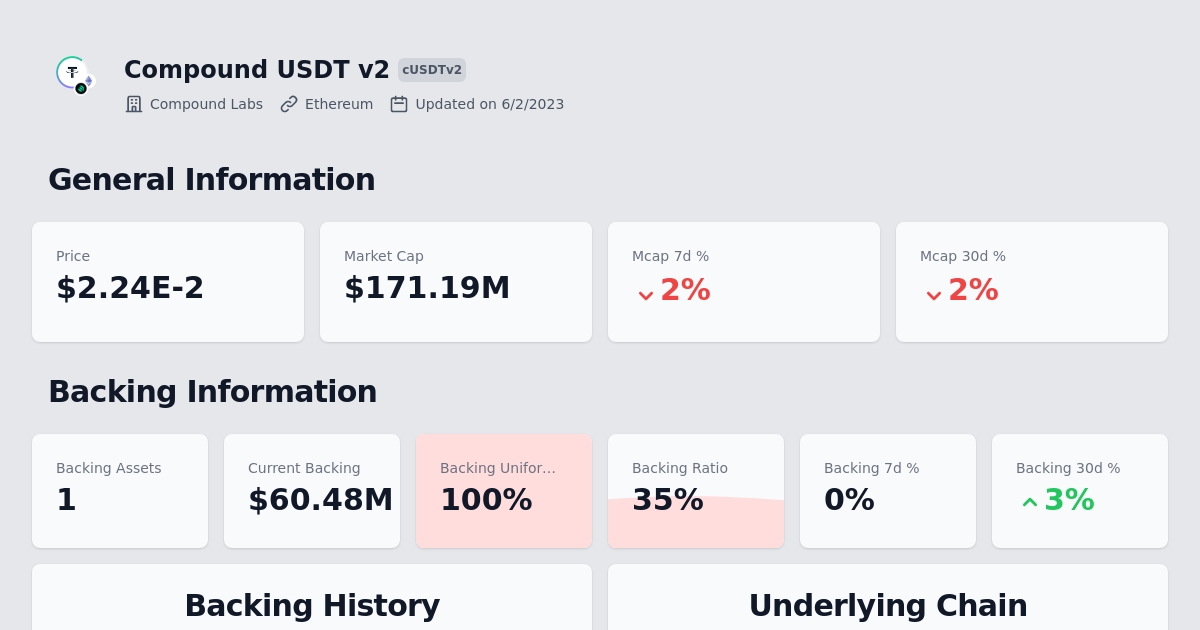 Compound USDT v2 cUSDTv2
Compound Labs Ethereum Updated on 6/2/2023
General Information
Price Market Cap Mcap 7d % Mcap 30d %
$2.24E-2 $171.19M 2% 2%
Backing Information
Backing Assets Current Backing Backing Unifor... Backing Ratio Backing 7d % Backing 30d %
1 $60.48M 100% 35% 0% 3%
Backing History Underlying Chain